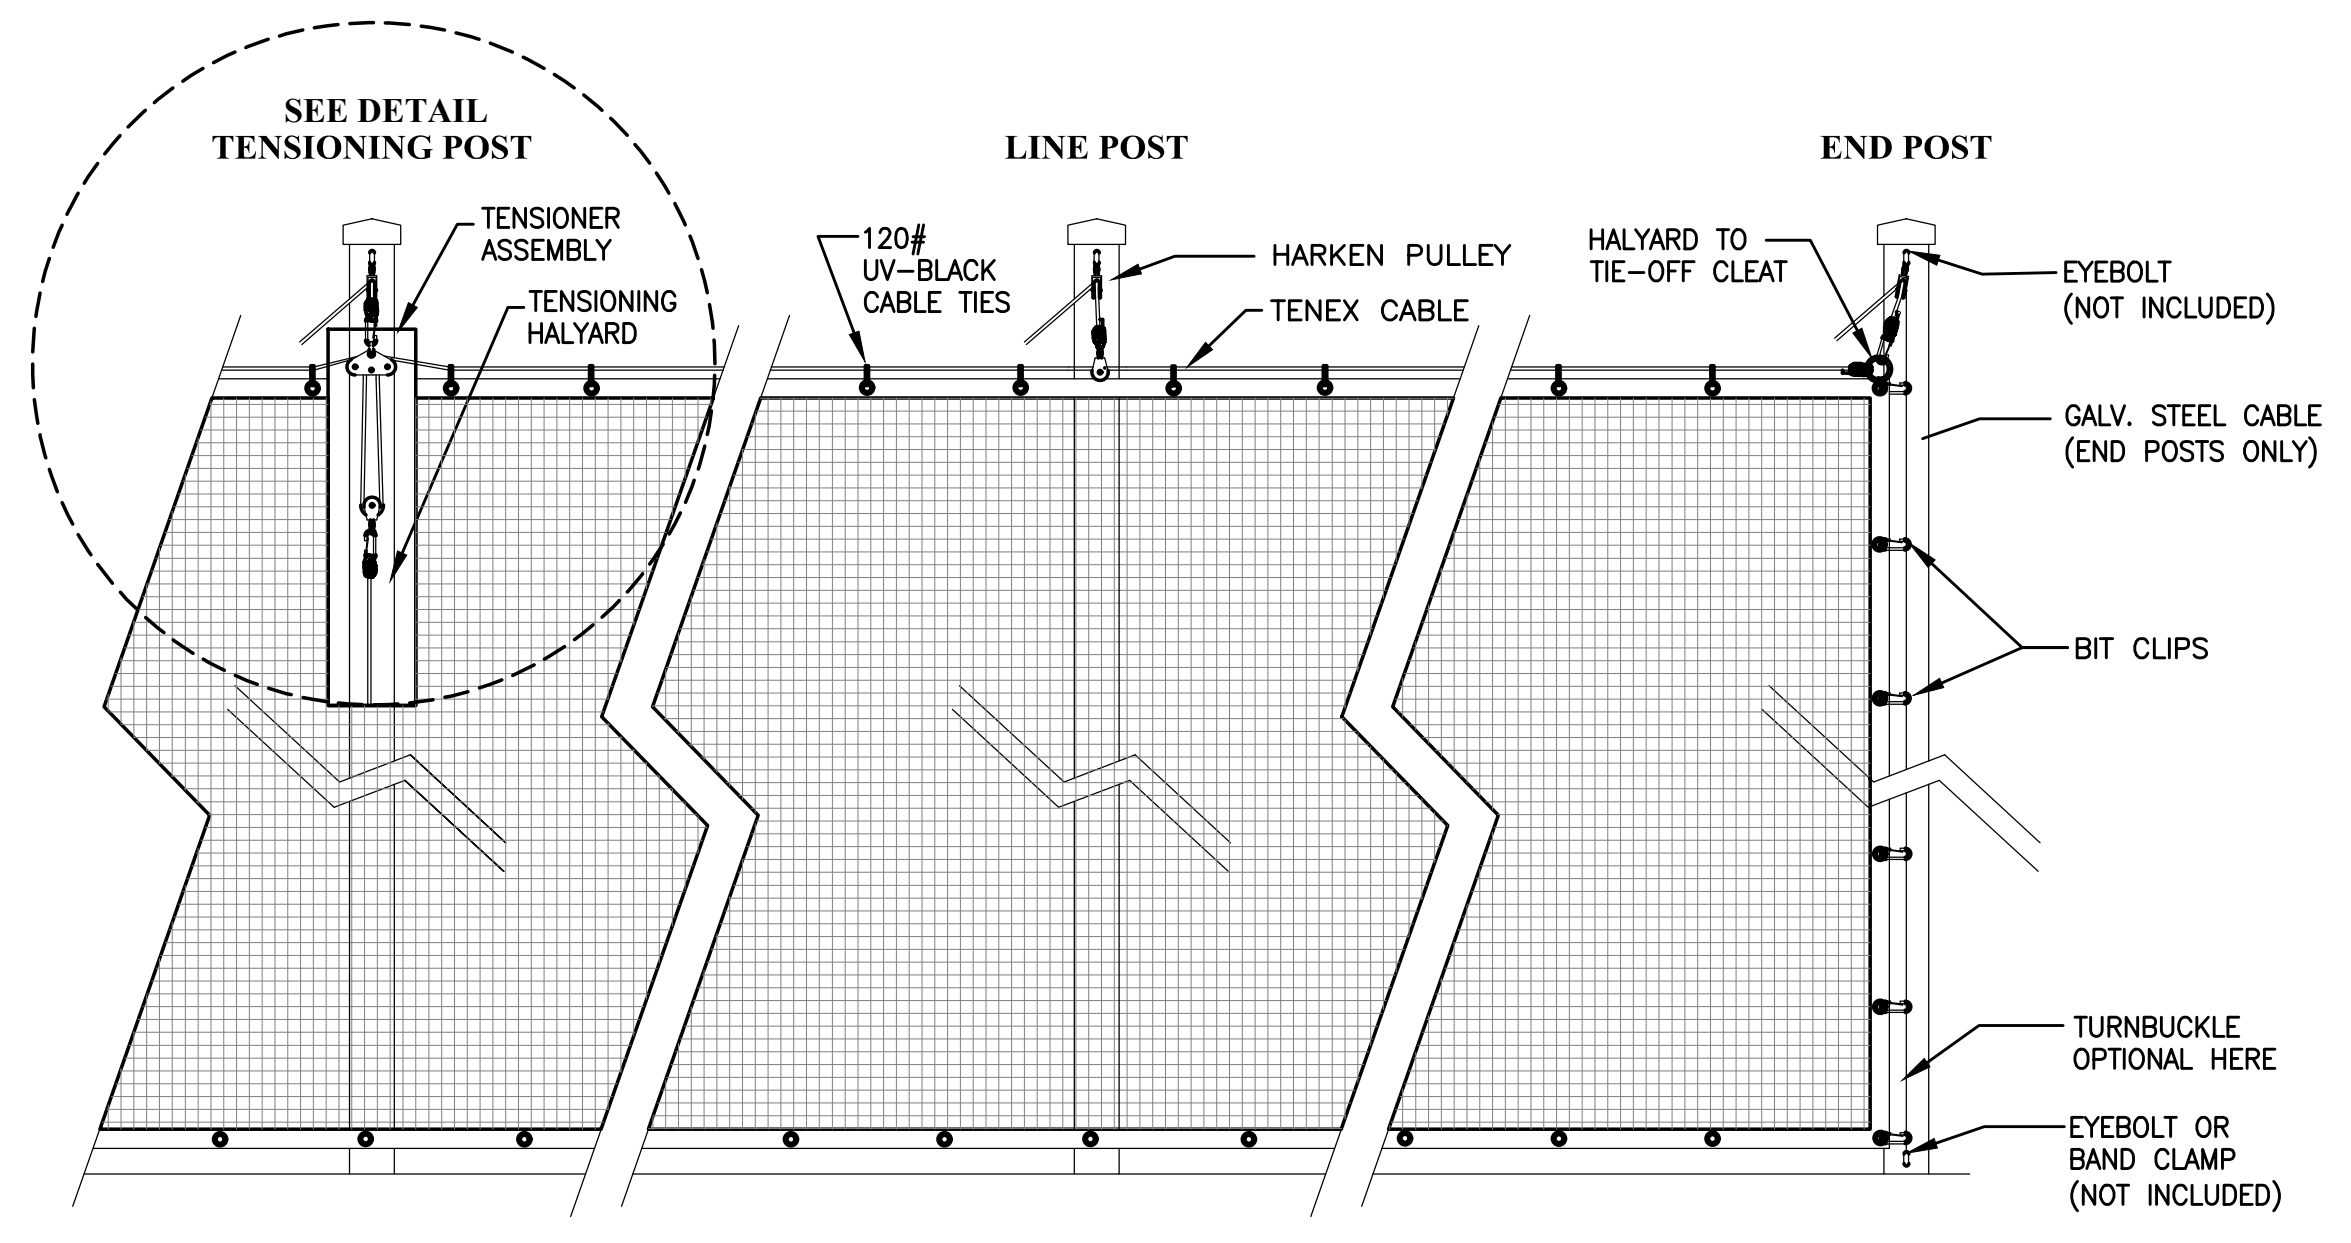 SEE DETAIL
TENSIONING POST
LINE POST
END POST
TENSIONER
ASSEMBLY
TENSIONING
HALYARD
120#
UV-BLACK
CABLE TIES
HARKEN PULLEY
TENEX CABLE
HALYARD TO
TIE-OFF CLEAT
EYEBOLT
(NOT INCLUDED)
GALV. STEEL CABLE
(END POSTS ONLY)
BIT CLIPS
TURNBUCKLE
OPTIONAL HERE
EYEBOLT OR
BAND CLAMP
(NOT INCLUDED)